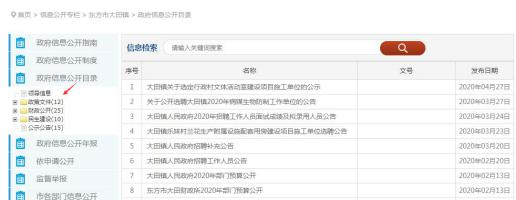 首页 > 信息公开专栏 > 东方市大田镇 > 政府信息公开目录
政府信息公开指南
政府信息公开制度
政府信息公开目录
领导信息
政策文件(12)
财政公开(25)
民生建设(10)
公示公告(15)
政府信息公开年报
依申请公开
监督举报
市各部门信息公开
信息检索 请输入关键词搜索
序号 名称 文号 发布日期
1 大田镇关于选定行政村文体活动室建设项目施工单位的公示 2020年04月27日
2 关于公开选聘大田镇2020年 生物防制工作单位的公告 2020年04月03日
3 大田镇人民政府2020年招聘工作人员面试成绩及拟录用人员公示 2020年03月24日
4 大田镇乐妹村兰花生产附属设施配套用房建设项目施工单位选聘公告 2020年03月23日
5 大田镇人民政府招聘补充公告 2020年03月03日
6 大田镇人民政府招聘工作人员公告 2020年02月27日
7 大田镇人民政府2020年部门预算公开 2020年02月13日
8 东方市大田财政所2020年部门预算公开 2020年02月13日